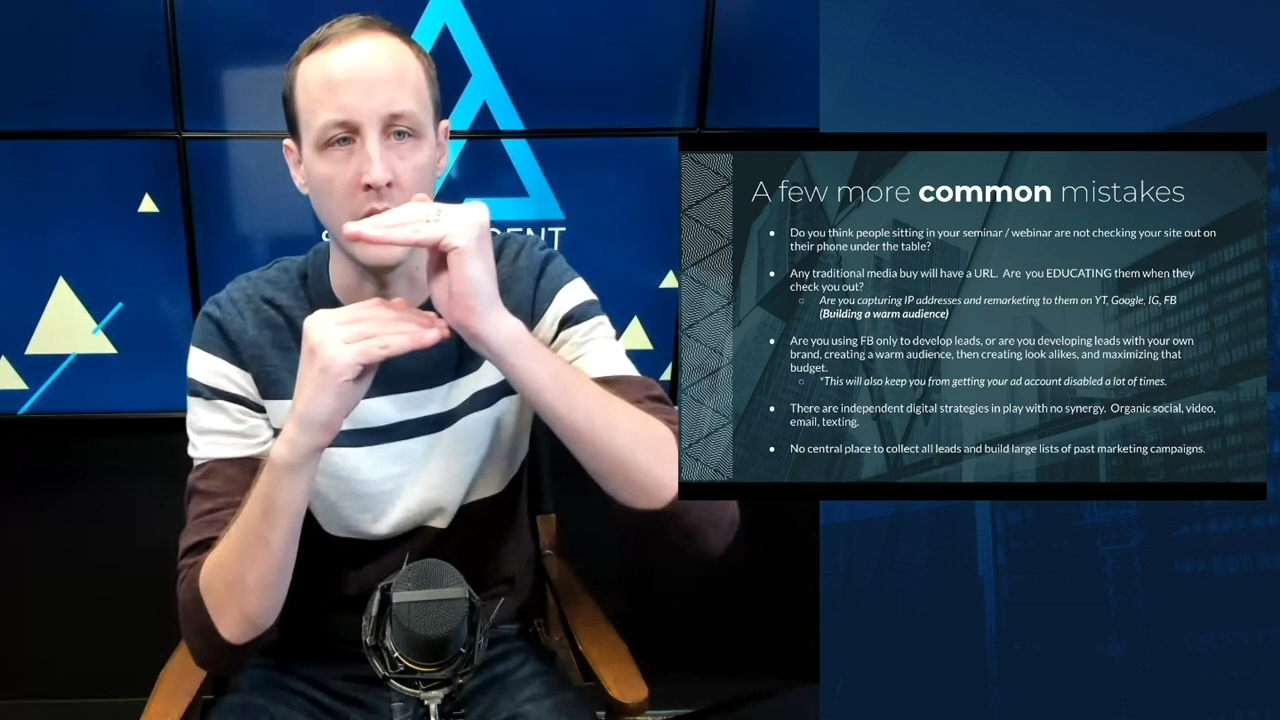 A few more common mistakes
● Do you think people sitting in your seminar / webinar are not checking your site out on
their phone under the table?
● Any traditional media buy will have a URL. Are you EDUCATING them when they
check you out?
○ Are you capturing IP addresses and remarketing to them on YT, Google, IG, FB
(Building a warm audience)
● Are you using FB only to develop leads, or are you developing leads with your own
brand, creating a warm audience, then creating look alikes, and maximizing that
budget.
○ *This will also keep you from getting your ad account disabled a lot of times.
● There are independent digital strategies in play with no synergy. Organic social, video,
email, texting.
● No central place to collect all leads and build large lists of past marketing campaigns.